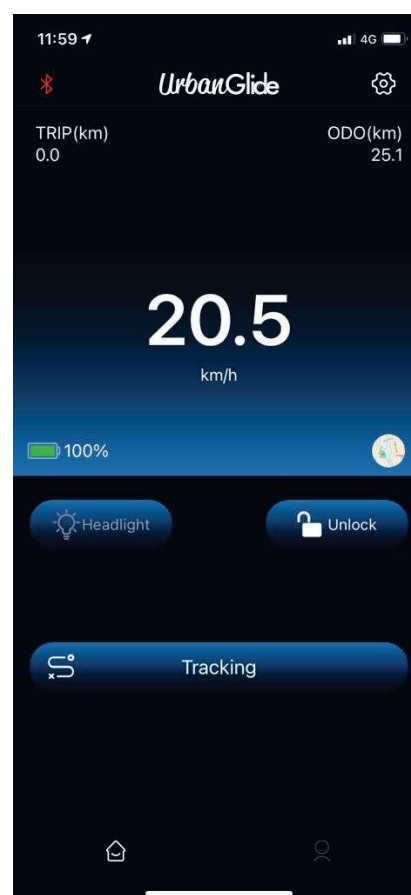 11:59
4G
UrbanGlide
TRIP(km)
ODO(km)
0.0
25.1
20.5
km/h
100%
Headlight
Unlock
Tracking